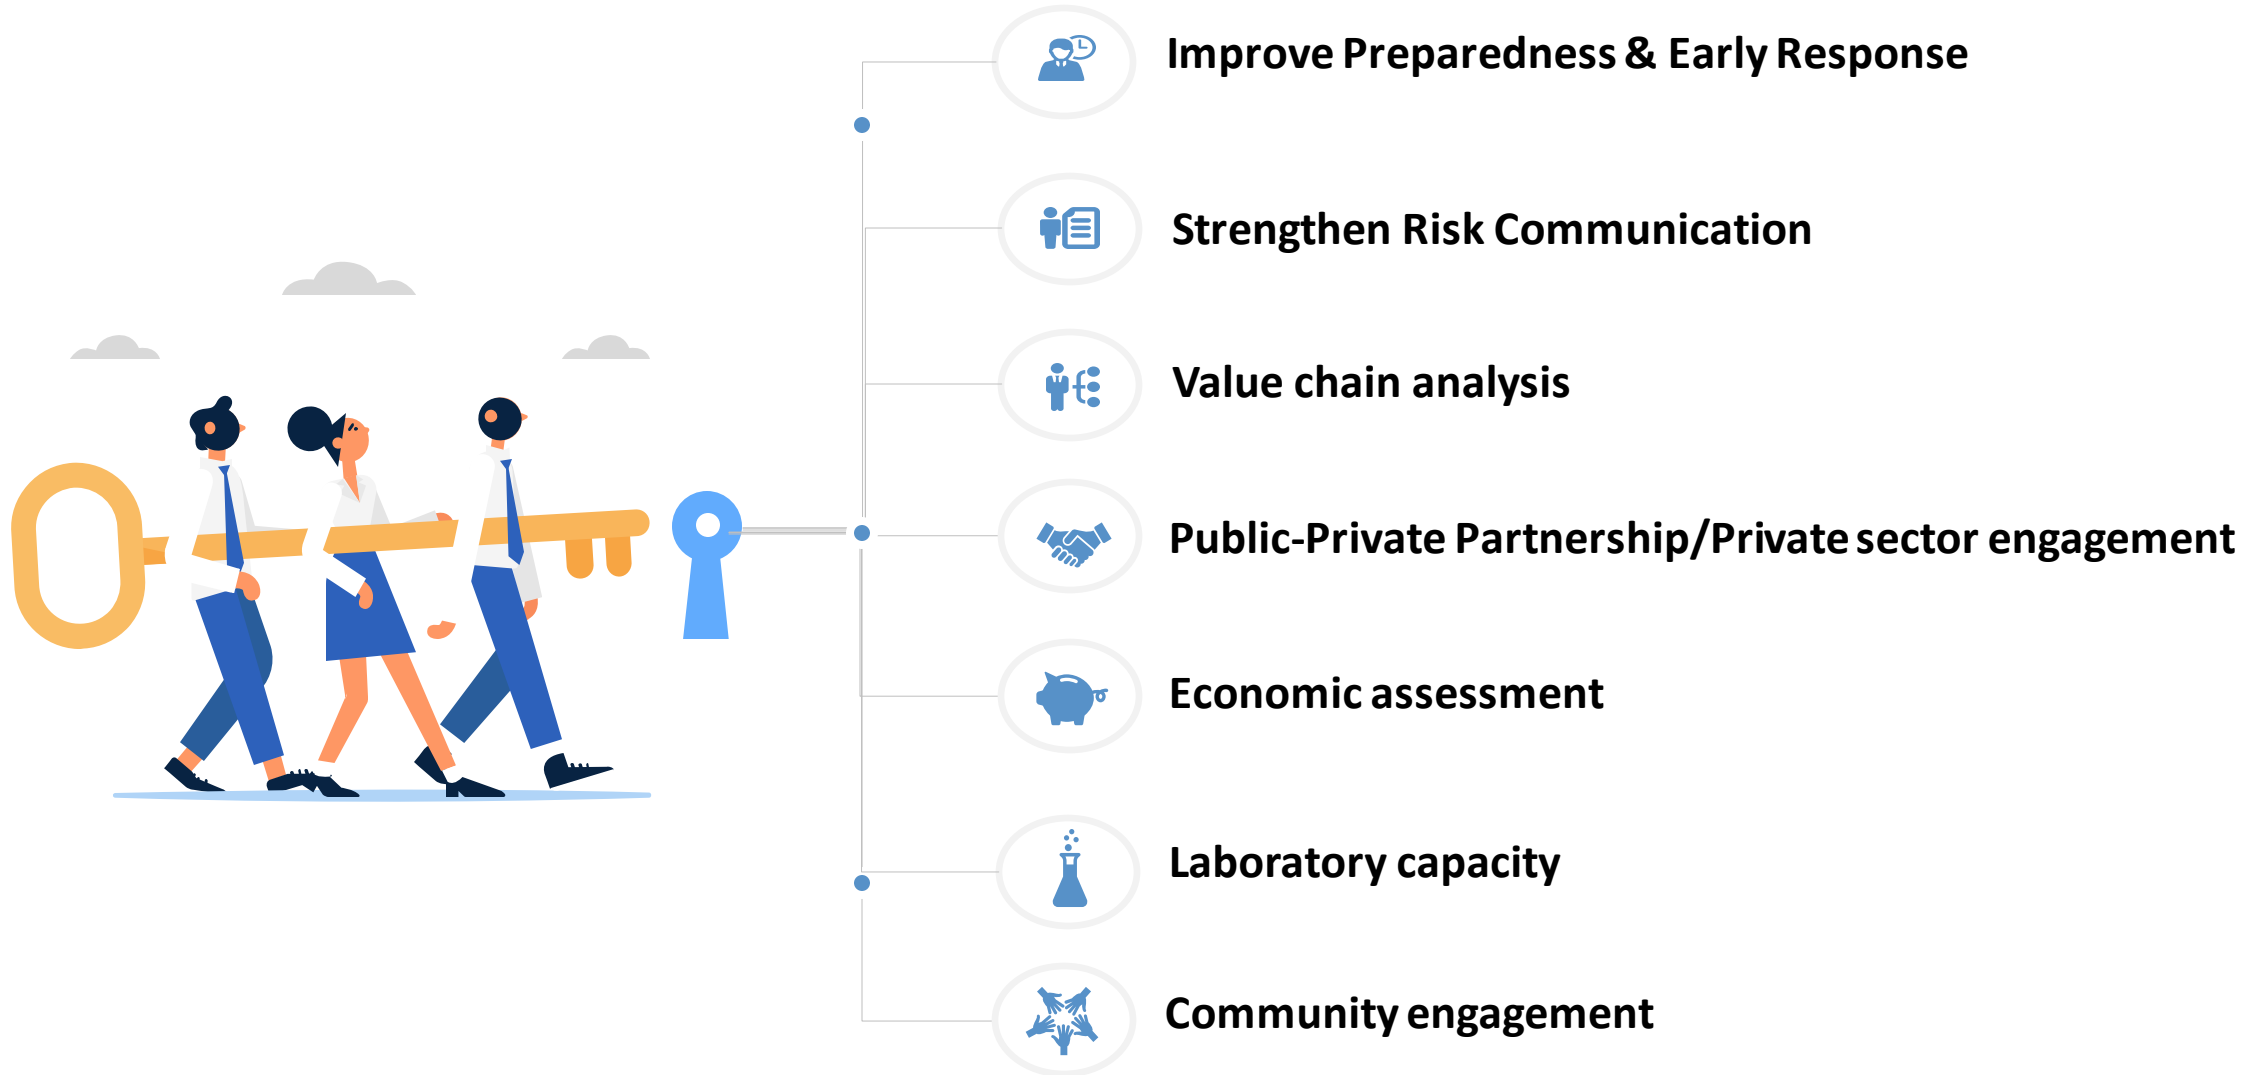 Improve Preparedness & Early Response
Strengthen Risk Communication
Value chain analysis
Public-Private Partnership/Private sector engagement
Economic assessment
Laboratory capacity
Community engagement